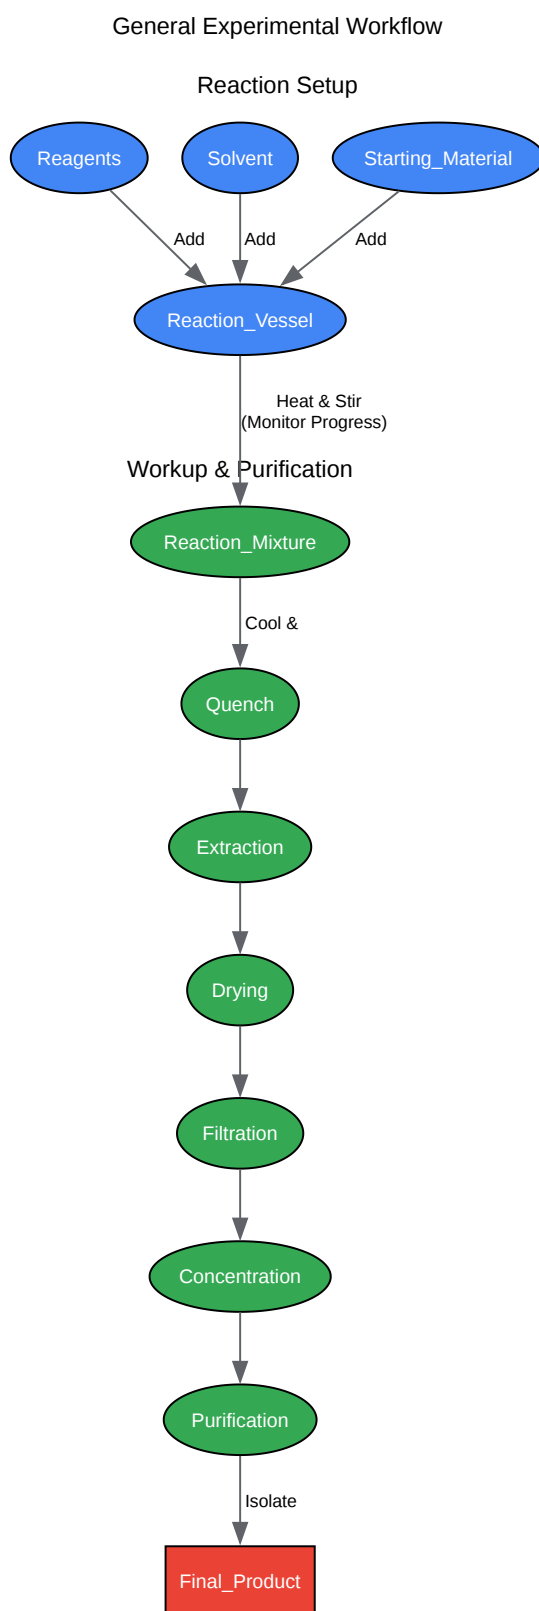 General Experimental Workflow
Reaction Setup
Reagents
Solvent
Starting_Material
Add
Add
Add
Reaction_Vessel
Heat & Stir
(Monitor Progress)
Workup & Purification
Reaction_Mixture
Cool &
Quench
Extraction
Drying
Filtration
Concentration
Purification
Isolate
Final_Product